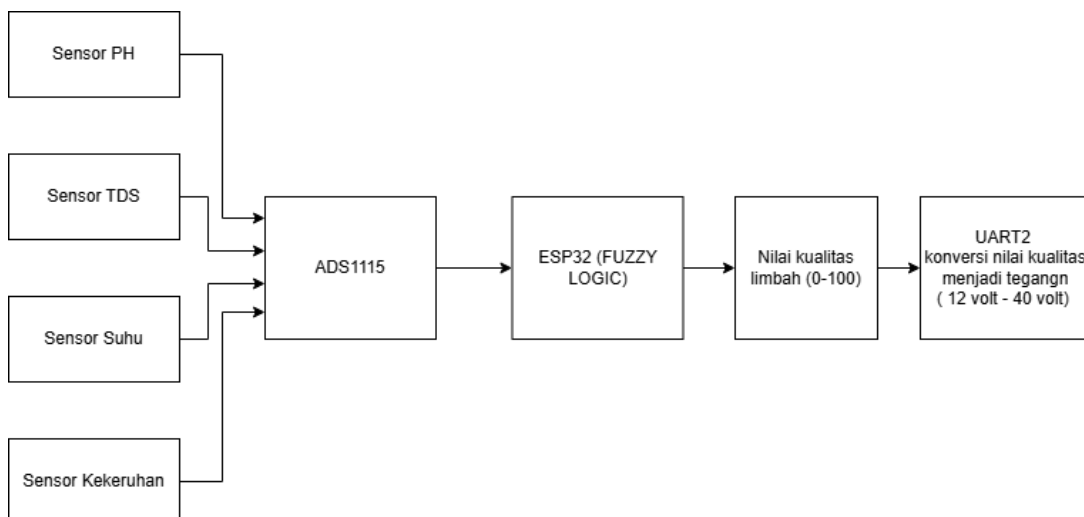 Sensor PH
Sensor TDS
Sensor Suhu
Sensor Kekeruhan
ADS1115
ESP32 (FUZZY
LOGIC)
Nilai kualitas
limbah (0-100)
UART2
konversi nilai kualitas
menjadi tegangn
( 12 volt - 40 volt)